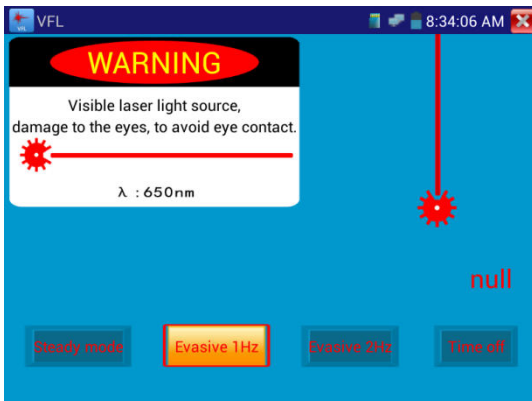 VFL
VFL
8:34:06 AM
WARNING
Visible laser light source,
damage to the eyes, to avoid eye contact.
λ :650nm
null
Steady mode
Evasive 1Hz
Evasive 2Hz
Time off